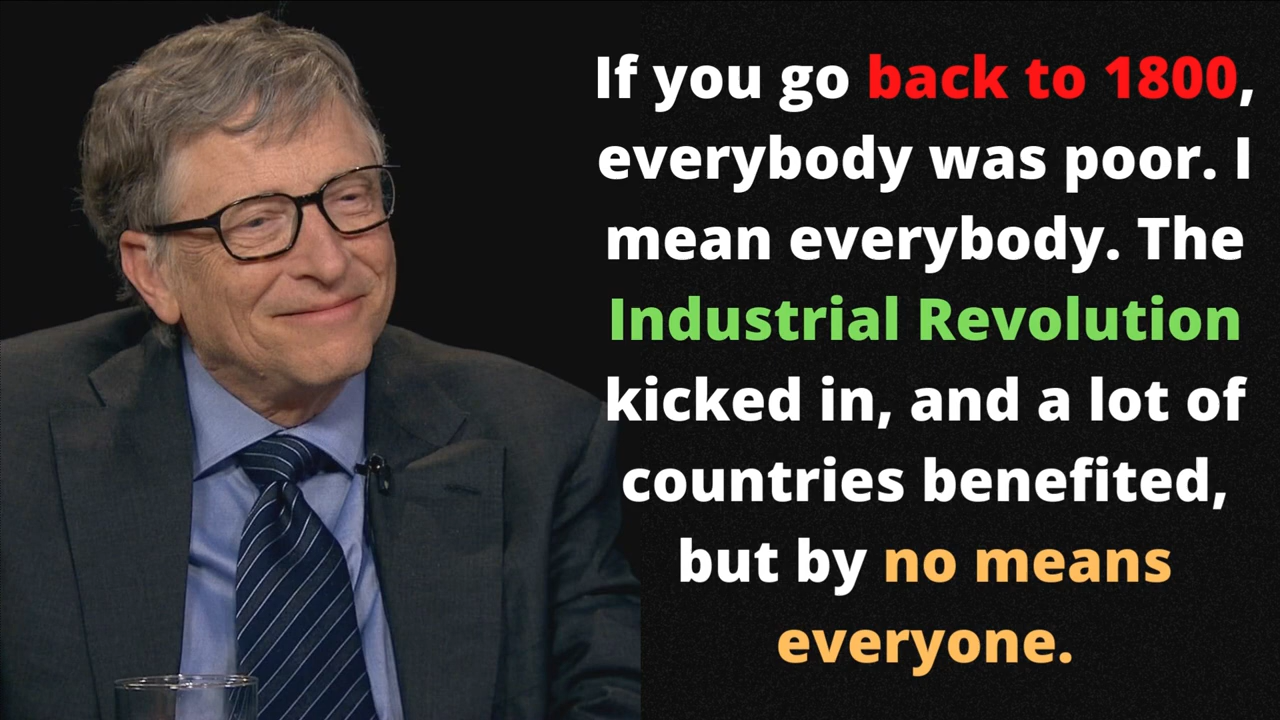 If you go back to 1800,
everybody was poor. I
mean everybody. The
Industrial Revolution
kicked in, and a lot of
countries benefited,
but by no means
everyone.